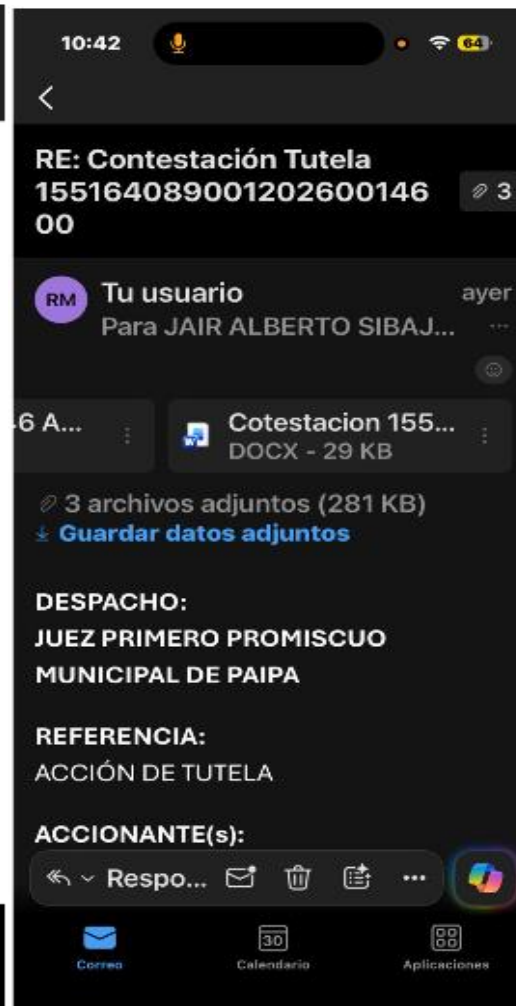 10:42
64
RE: Contestación Tutela
155164089001202600146
00
3
RM
Tu usuario
ayer
Para JAIR ALBERTO SIBAJ...
...
6 A...
Cotestacion 155...
DOCX - 29 KB
3 archivos adjuntos (281 KB)
Guardar datos adjuntos
DESPACHO:
JUEZ PRIMERO PROMISCUO
MUNICIPAL DE PAIPA
REFERENCIA:
ACCIÓN DE TUTELA
ACCIONANTE(s):
Respo...
...
30
Correo
Calendario
Aplicaciones